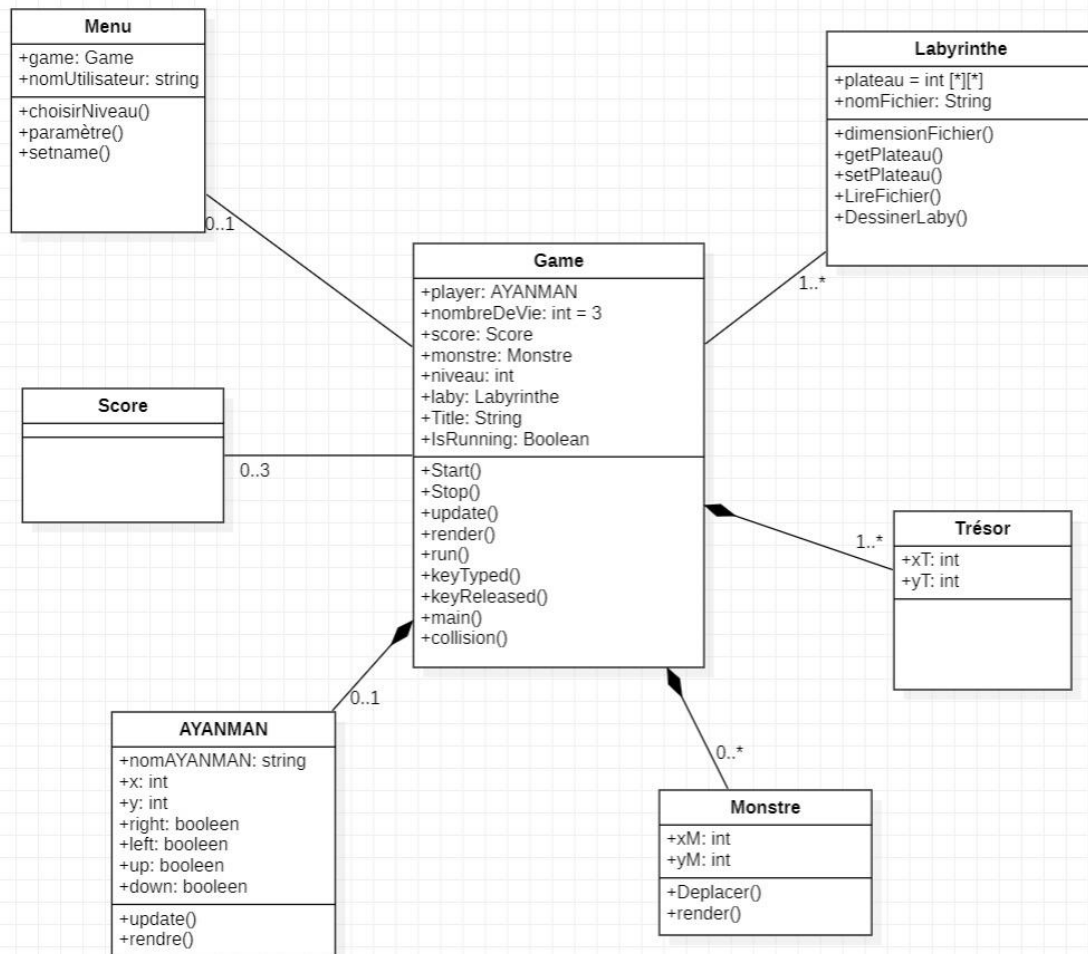 Menu
+game: Game
+nomUtilisateur: string
+choisirNiveau()
+paramètre()
+setname()
0..1
Labyrinthe
+plateau = int [*][*]
+nomFichier: String
+dimensionFichier()
+getPlateau()
+setPlateau()
+LireFichier()
+DessinerLaby()
1..*
Game
+player: AYANMAN
+nombreDeVie: int = 3
+score: Score
+monstre: Monstre
+niveau: int
+laby: Labyrinthe
+Title: String
+IsRunning: Boolean
+Start()
+Stop()
+update()
+render()
+run()
+keyTyped()
+keyReleased()
+main()
+collision()
Score
0..3
Trésor
+xT: int
+yT: int
1..*
AYANMAN
+nomAYANMAN: string
+x: int
+y: int
+right: booleen
+left: booleen
+up: booleen
+down: booleen
+update()
+rendre()
0..1
Monstre
+xM: int
+yM: int
+Deplacer()
+render()
0..*